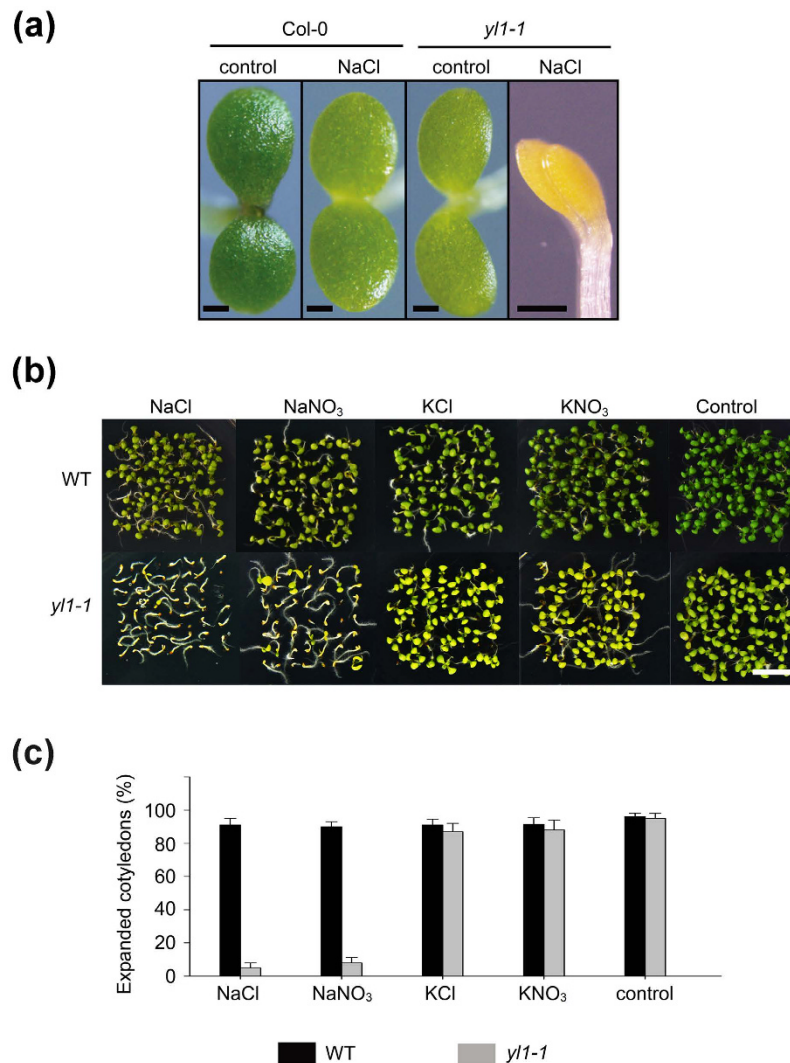 (a)
Col-0 yl1-1
control NaCl control NaCl
(b)
NaCl NaNO₃ KCl KNO₃ Control
WT
yl1-1
(c)
Expanded cotyledons (%)
100
80
60
40
20
0
NaCl NaNO₃ KCl KNO₃ control
WT yl1-1